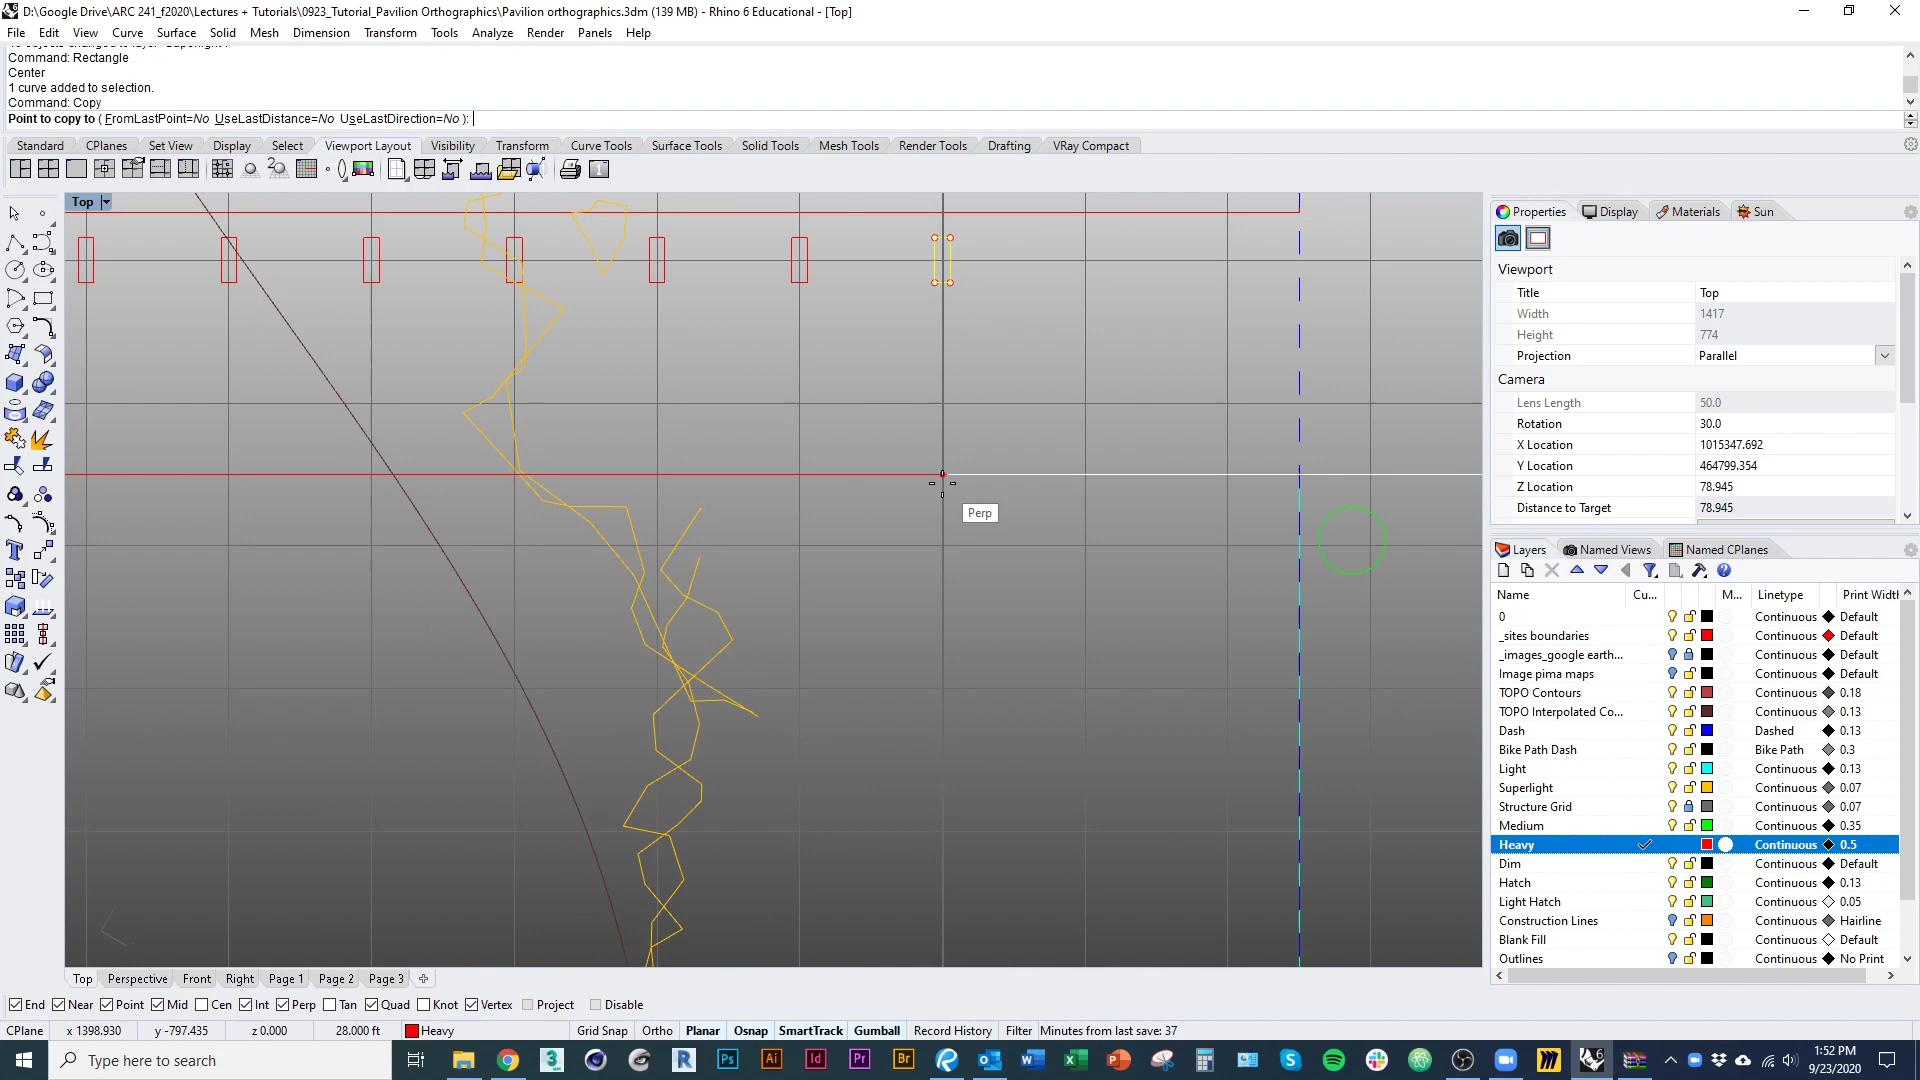 D:\Google Drive\ARC 241_f2020\Lectures + Tutorials\0923_Tutorial_Pavilion Orthographics\Pavilion orthographics.3dm (139 MB) - Rhino 6 Educational - [Top]
File Edit View Curve Surface Solid Mesh Dimension Transform Tools Analyze Render Panels Help
Command: Rectangle
Center
1 curve added to selection.
Command: Copy
Point to copy to ( FromLastPoint=No UseLastDistance=No UseLastDirection=No ):
Standard CPlanes Set View Display Select Viewport Layout Visibility Transform Curve Tools Surface Tools Solid Tools Mesh Tools Render Tools Drafting VRay Compact
Top
Perp
Properties Display Materials Sun
Viewport
Title Top
Width 1417
Height 774
Projection Parallel
Camera
Lens Length 50.0
Rotation 30.0
X Location 1015347.692
Y Location 464799.354
Z Location 78.945
Distance to Target 78.945
Layers Named Views Named CPlanes
Name Cu... M... Linetype Print Width
0 Continuous Default
_sites boundaries Continuous Default
_images_google earth... Continuous Default
Image pima maps Continuous Default
TOPO Contours Continuous 0.18
TOPO Interpolated Co... Continuous 0.13
Dash Dashed 0.13
Bike Path Dash Bike Path 0.3
Light Continuous 0.13
Superlight Continuous 0.07
Structure Grid Continuous 0.07
Medium Continuous 0.35
Heavy Continuous 0.5
Dim Continuous Default
Hatch Continuous 0.13
Light Hatch Continuous 0.05
Construction Lines Continuous Hairline
Blank Fill Continuous Default
Outlines Continuous No Print
Top Perspective Front Right Page 1 Page 2 Page 3
End Near Point Mid Cen Int Perp Tan Quad Knot Vertex Project Disable
CPlane x 1398.930 y -797.435 z 0.000 28.000 ft Heavy Grid Snap Ortho Planar Osnap SmartTrack Gumball Record History Filter Minutes from last save: 37
Type here to search
1:52 PM
9/23/2020